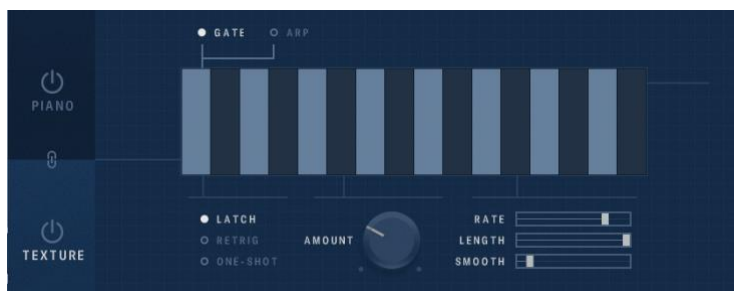 GATE ARP
PIANO
TEXTURE
LATCH
RETRIG
ONE-SHOT
AMOUNT
RATE
LENGTH
SMOOTH